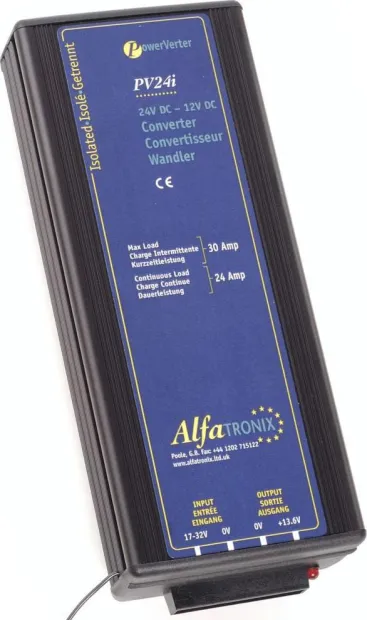 Isolated·Isolé·Getrennt
PowerVerter
PV24i
24V DC – 12V DC
Converter
Convertisseur
Wandler
CE
Max Load
Charge Intermittente
Kurzzeitleistung
30 Amp
Continuous Load
Charge Continue
Dauerleistung
24 Amp
AlfaTRONIX
Poole, G.B. Fax: +44 1202 715122
www.alfatronix.ltd.uk
INPUT
ENTRÉE
EINGANG
OUTPUT
SORTIE
AUSGANG
17-32V 0V 0V +13.6V